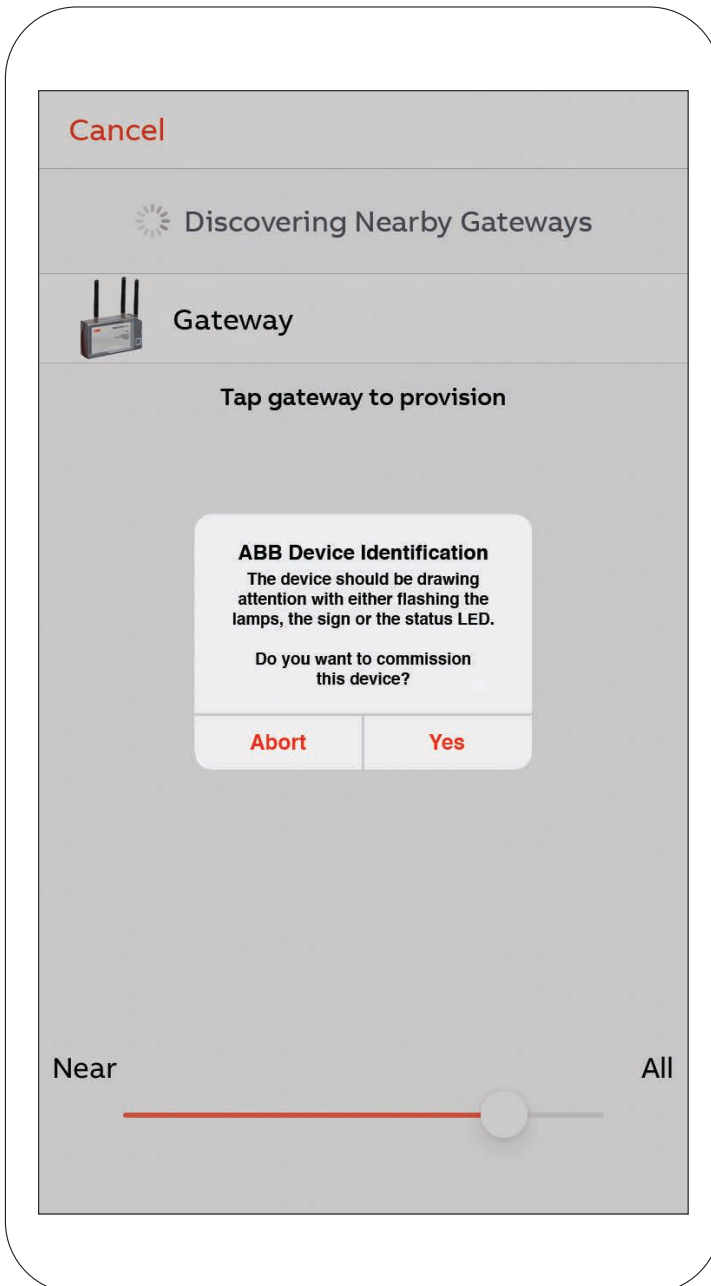 Cancel
Discovering Nearby Gateways
Gateway
Tap gateway to provision
ABB Device Identification
The device should be drawing
attention with either flashing the
lamps, the sign or the status LED.
Do you want to commission
this device?
Abort
Yes
Near
All